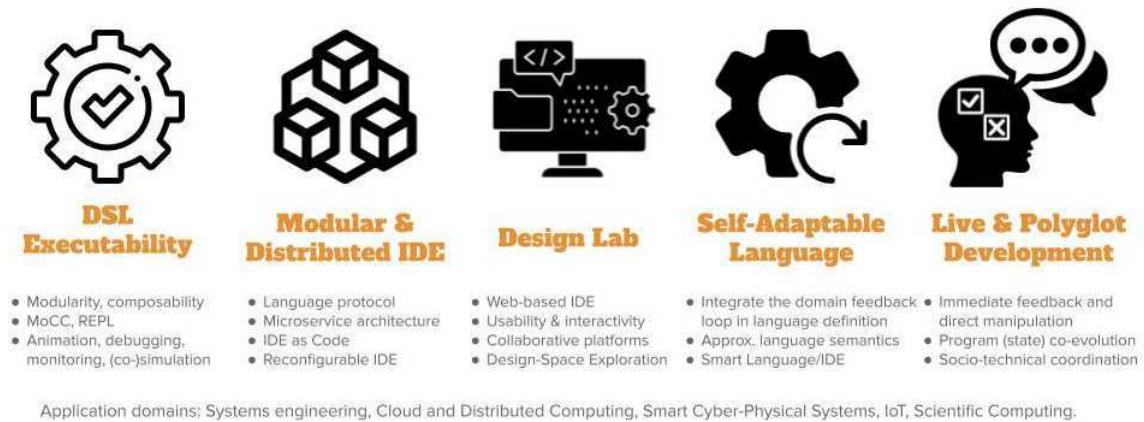 </>
DSL
Executability
Modular &
Distributed IDE
Design Lab
Self-Adaptable
Language
Live & Polyglot
Development
● Modularity, composability
● MoCC, REPL
● Animation, debugging,
monitoring, (co-)simulation
● Language protocol
● Microservice architecture
● IDE as Code
● Reconfigurable IDE
● Web-based IDE
● Usability & interactivity
● Collaborative platforms
● Design-Space Exploration
● Integrate the domain feedback
loop in language definition
● Approx. language semantics
● Smart Language/IDE
● Immediate feedback and
direct manipulation
● Program (state) co-evolution
● Socio-technical coordination
Application domains: Systems engineering, Cloud and Distributed Computing, Smart Cyber-Physical Systems, IoT, Scientific Computing.